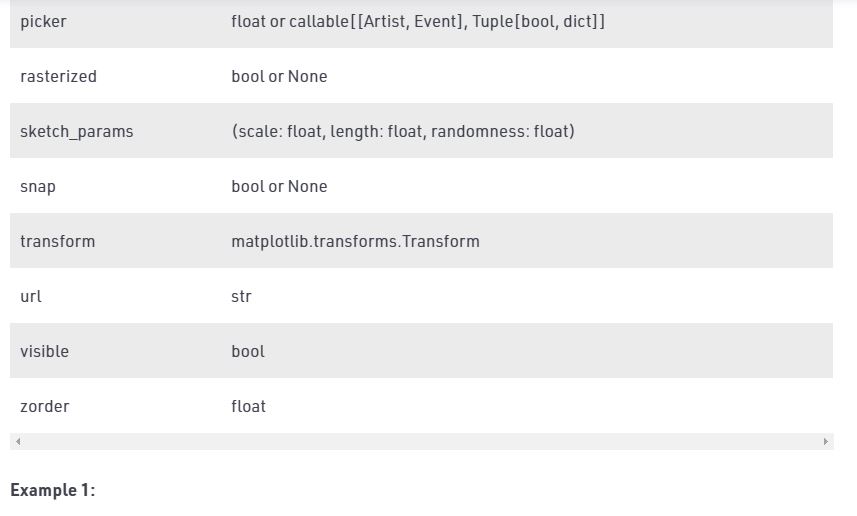 picker float or callable[[Artist, Event], Tuple[bool, dict]]
rasterized bool or None
sketch_params (scale: float, length: float, randomness: float)
snap bool or None
transform matplotlib.transforms.Transform
url str
visible bool
zorder float
Example 1: